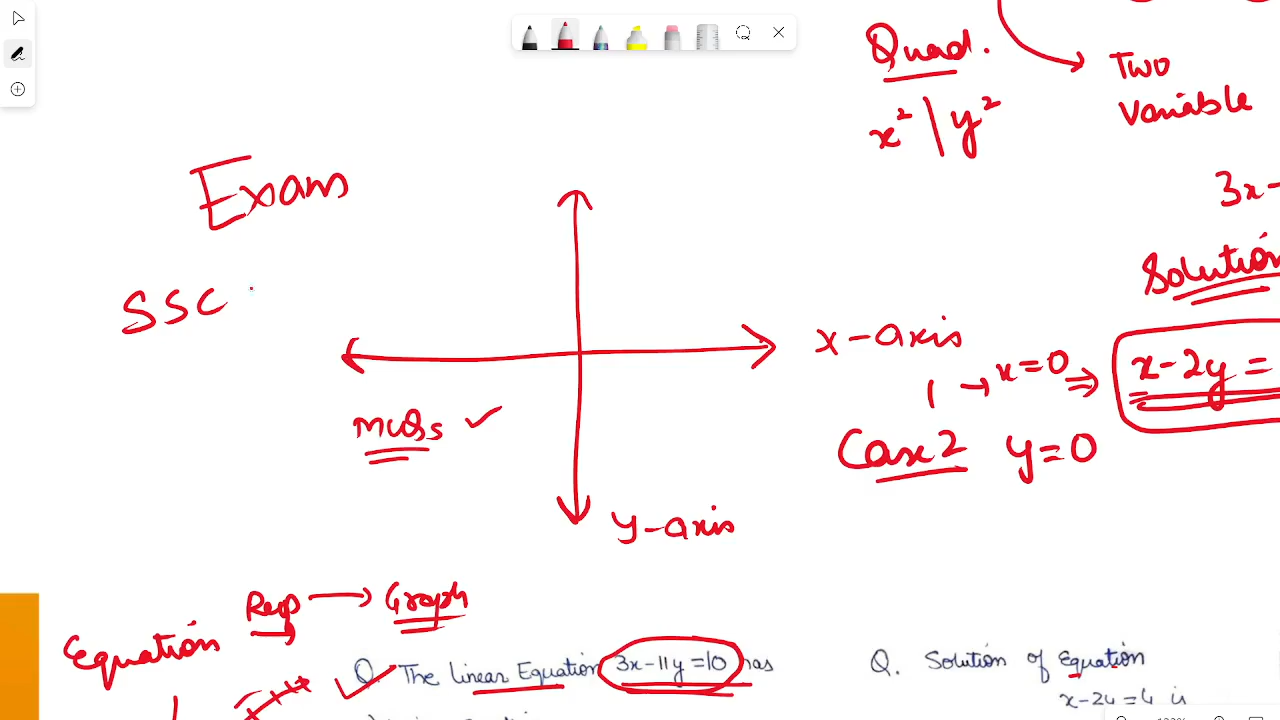 Quad.
x² | y²
Two
Variable
Exams
3x-
Solution
SSC
x-axis
1 → x=0 ⇒
x-2y =
MCQs ✓
Case 2 y=0
y-axis
Rep → Graph
Equation
Q The linear Equation 3x-11y=10 has
Q. Solution of Equation
x-2y=4 is